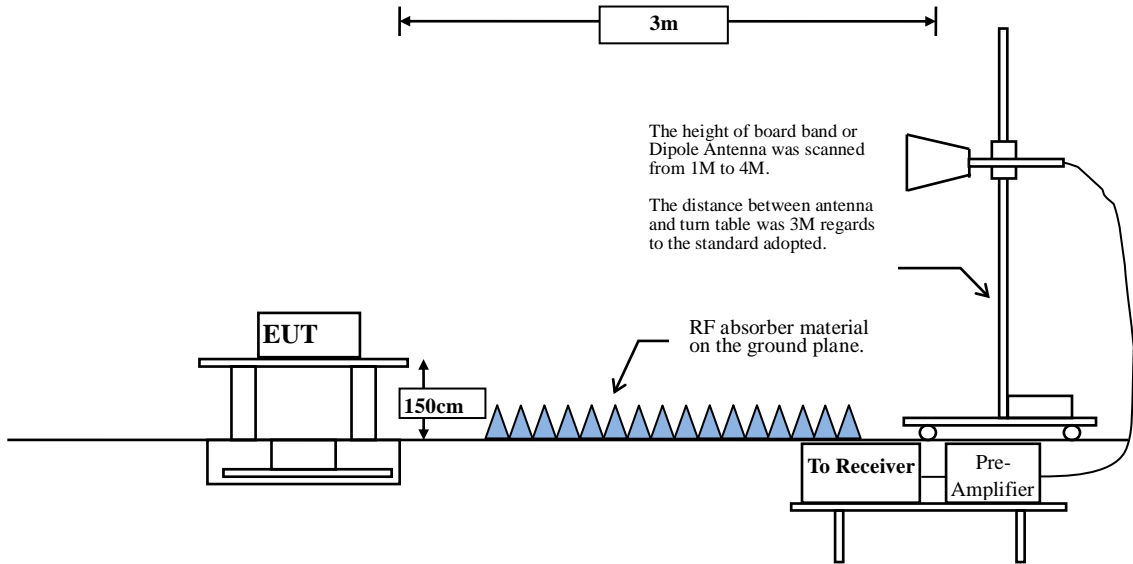 3m
The height of board band or
Dipole Antenna was scanned
from 1M to 4M.
The distance between antenna
and turn table was 3M regards
to the standard adopted.
EUT
RF absorber material
on the ground plane.
150cm
To Receiver
Pre-
Amplifier